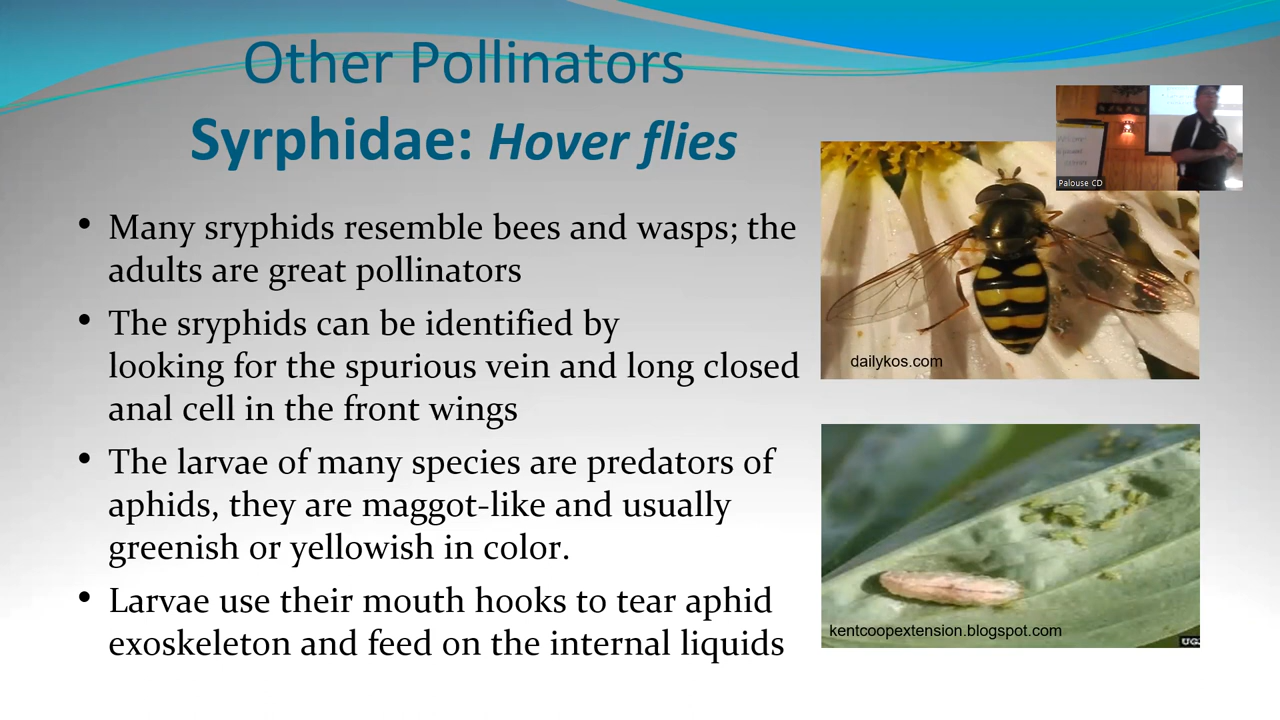 Other Pollinators
Syrphidae: Hover flies
• Many sryphids resemble bees and wasps; the
adults are great pollinators
• The sryphids can be identified by
looking for the spurious vein and long closed
anal cell in the front wings
• The larvae of many species are predators of
aphids, they are maggot-like and usually
greenish or yellowish in color.
• Larvae use their mouth hooks to tear aphid
exoskeleton and feed on the internal liquids
Palouse CD
dailykos.com
kentcoopextension.blogspot.com